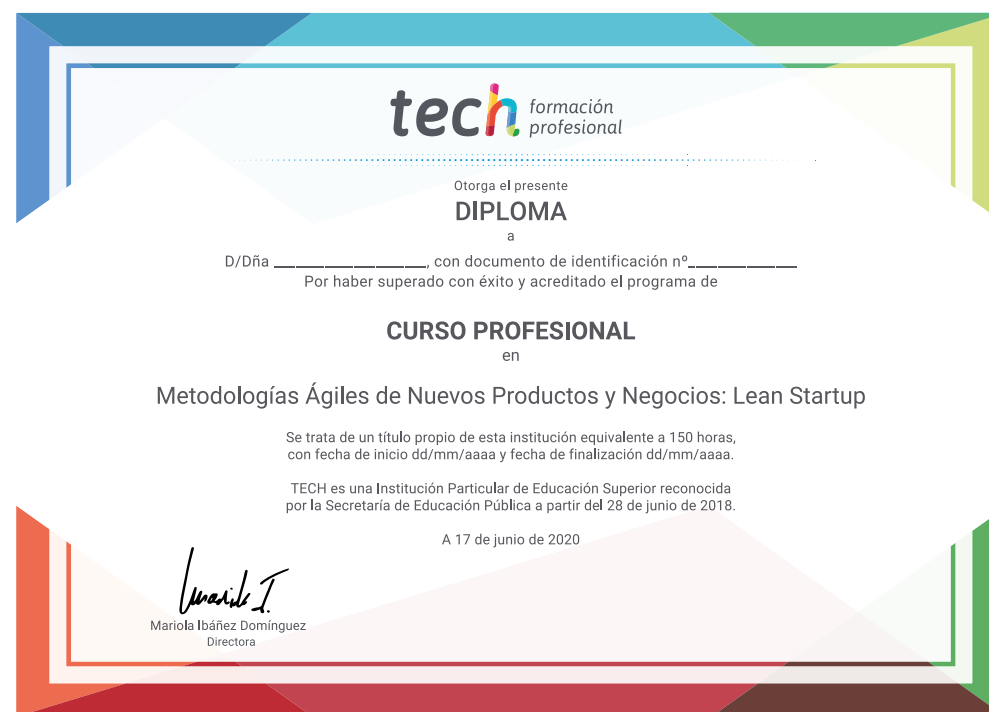 tech formación
profesional
Otorga el presente
DIPLOMA
a
D/Dña ____________________, con documento de identificación nº______________
Por haber superado con éxito y acreditado el programa de
CURSO PROFESIONAL
en
Metodologías Ágiles de Nuevos Productos y Negocios: Lean Startup
Se trata de un título propio de esta institución equivalente a 150 horas,
con fecha de inicio dd/mm/aaaa y fecha de finalización dd/mm/aaaa.
TECH es una Institución Particular de Educación Superior reconocida
por la Secretaría de Educación Pública a partir del 28 de junio de 2018.
A 17 de junio de 2020
Mariola Ibáñez Domínguez
Directora